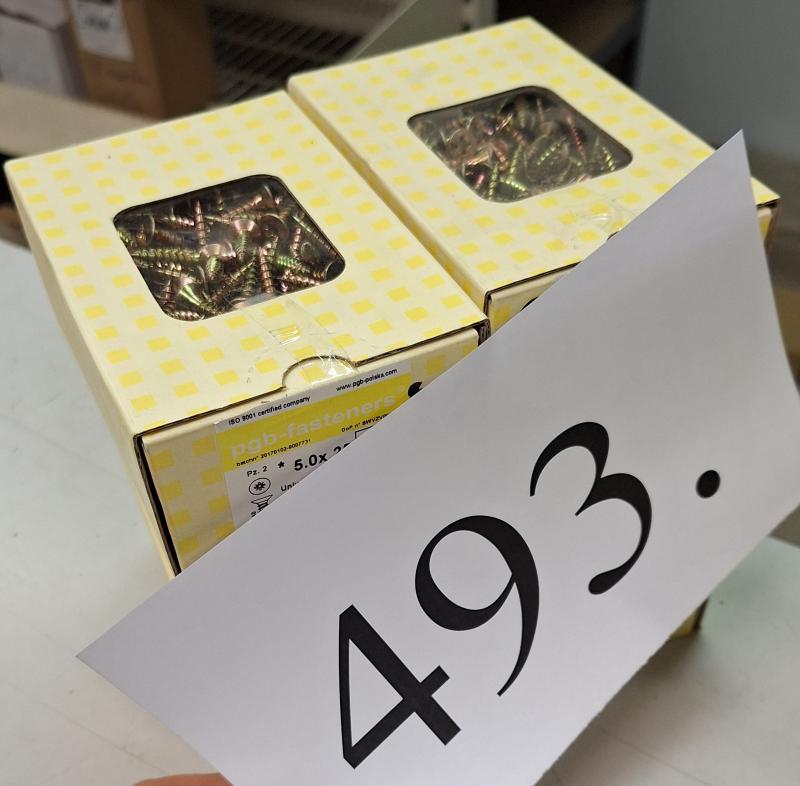 ISO 9001 certified company www.pgb-polska.com
pgb-fasteners
Pz. 2 * 5.0x
493.